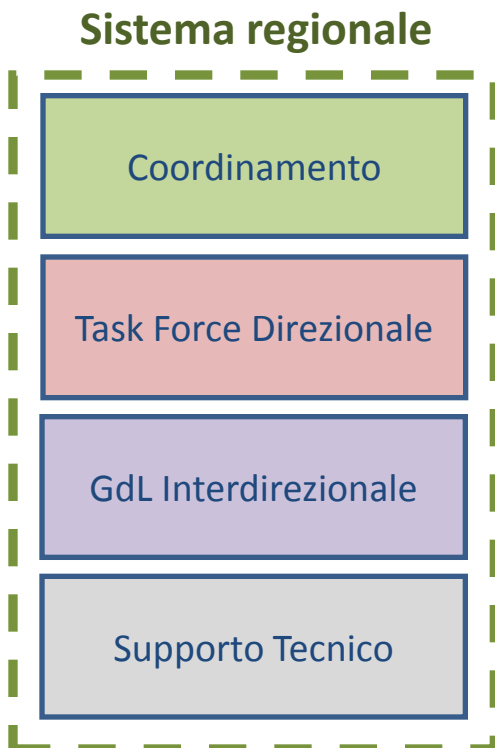 Sistema regionale
Coordinamento
Task Force Direzionale
GdL Interdirezionale
Supporto Tecnico